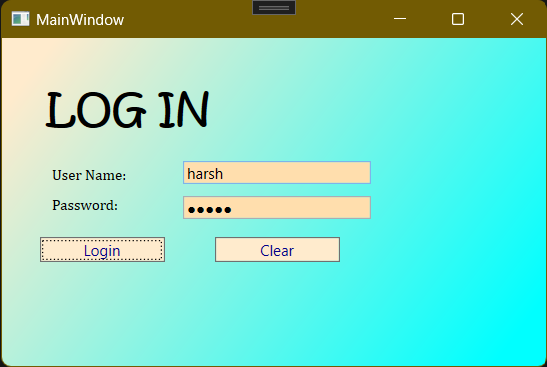 MainWindow
LOG IN
User Name: harsh
Password: ●●●●●
Login Clear